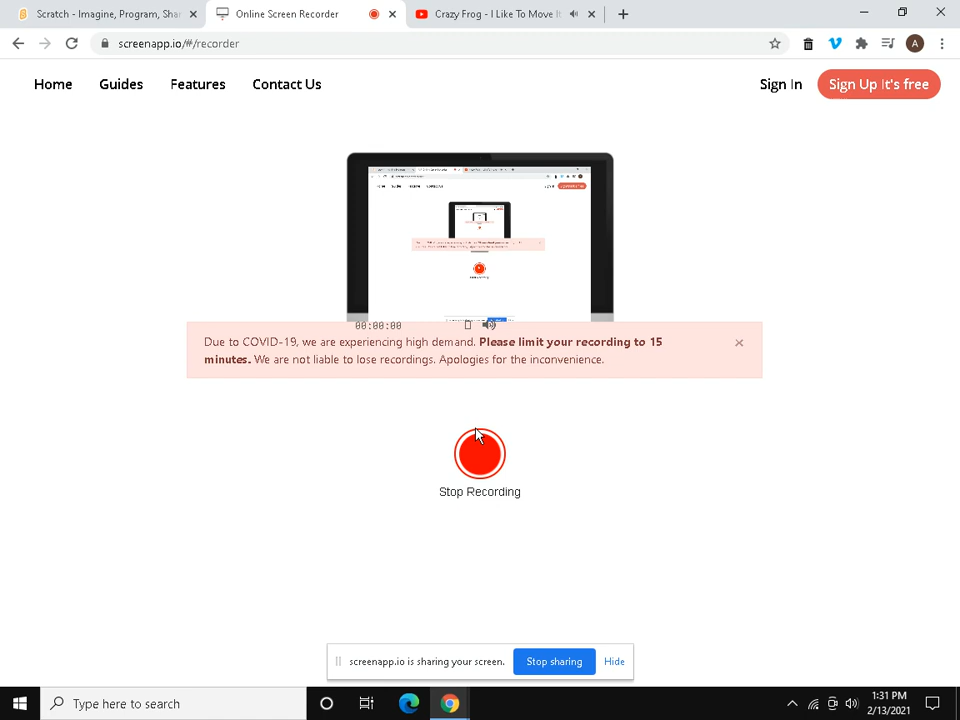 Scratch - Imagine, Program, Sha
Online Screen Recorder
Crazy Frog - I Like To Move It
screenapp.io/#/recorder
A
Home
Guides
Features
Contact Us
Sign In
Sign Up It's free
00:00:00
Due to COVID-19, we are experiencing high demand. Please limit your recording to 15
minutes. We are not liable to lose recordings. Apologies for the inconvenience.
Stop Recording
screenapp.io is sharing your screen.
Stop sharing
Hide
Type here to search
1:31 PM
2/13/2021